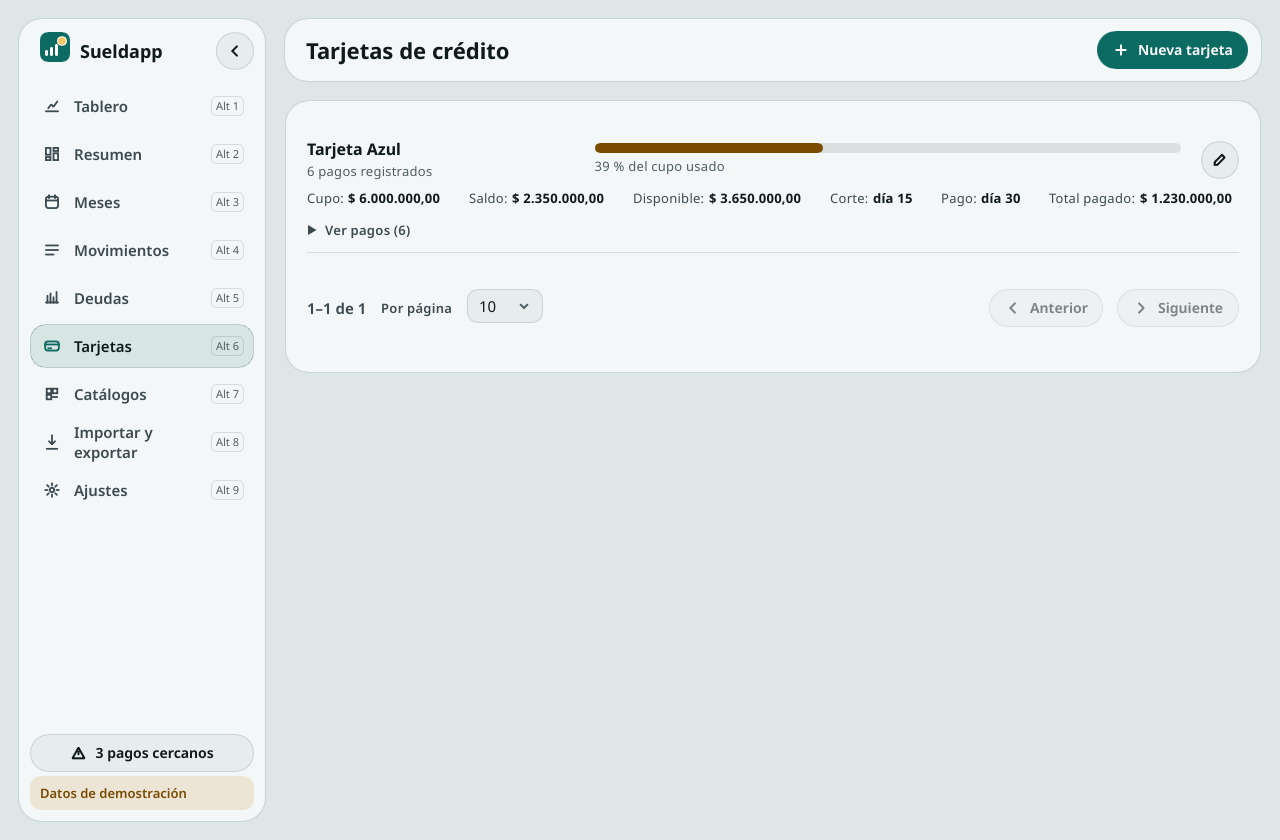 Sueldapp
Tablero Alt 1
Resumen Alt 2
Meses Alt 3
Movimientos Alt 4
Deudas Alt 5
Tarjetas Alt 6
Catálogos Alt 7
Importar y
exportar Alt 8
Ajustes Alt 9
3 pagos cercanos
Datos de demostración
Tarjetas de crédito
Nueva tarjeta
Tarjeta Azul
6 pagos registrados
39 % del cupo usado
Cupo: $ 6.000.000,00 Saldo: $ 2.350.000,00 Disponible: $ 3.650.000,00 Corte: día 15 Pago: día 30 Total pagado: $ 1.230.000,00
Ver pagos (6)
1–1 de 1 Por página 10 Anterior Siguiente